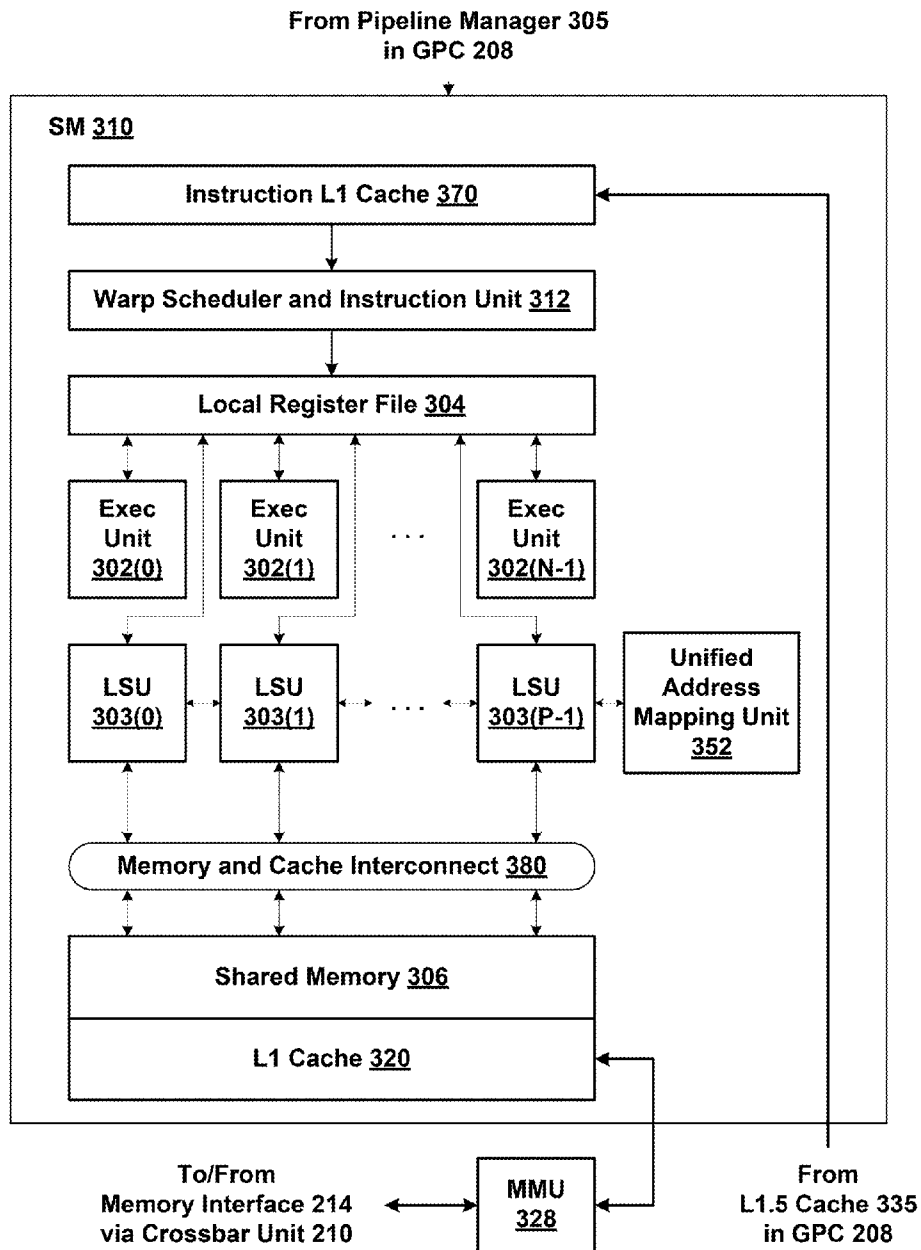 From Pipeline Manager 305
in GPC 208
SM 310
Instruction L1 Cache 370
Warp Scheduler and Instruction Unit 312
Local Register File 304
Exec
Unit
302(0)
Exec
Unit
302(1)
. . .
Exec
Unit
302(N-1)
LSU
303(0)
LSU
303(1)
. . .
LSU
303(P-1)
Unified
Address
Mapping Unit
352
Memory and Cache Interconnect 380
Shared Memory 306
L1 Cache 320
To/From
Memory Interface 214
via Crossbar Unit 210
MMU
328
From
L1.5 Cache 335
in GPC 208